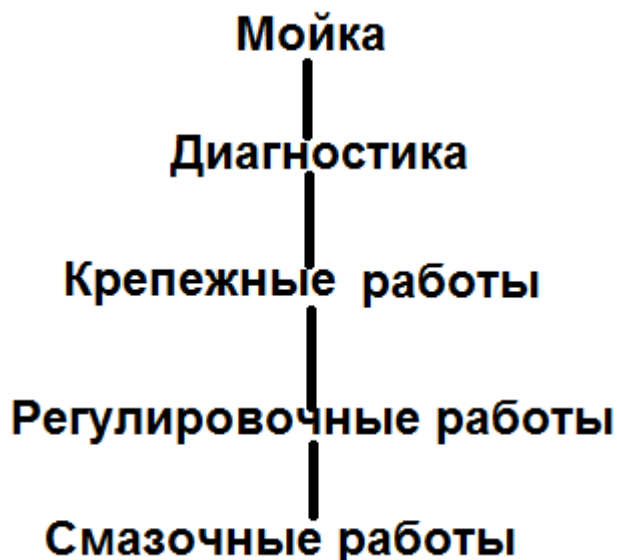 Мойка
Диагностика
Крепежные работы
Регулировочные работы
Смазочные работы